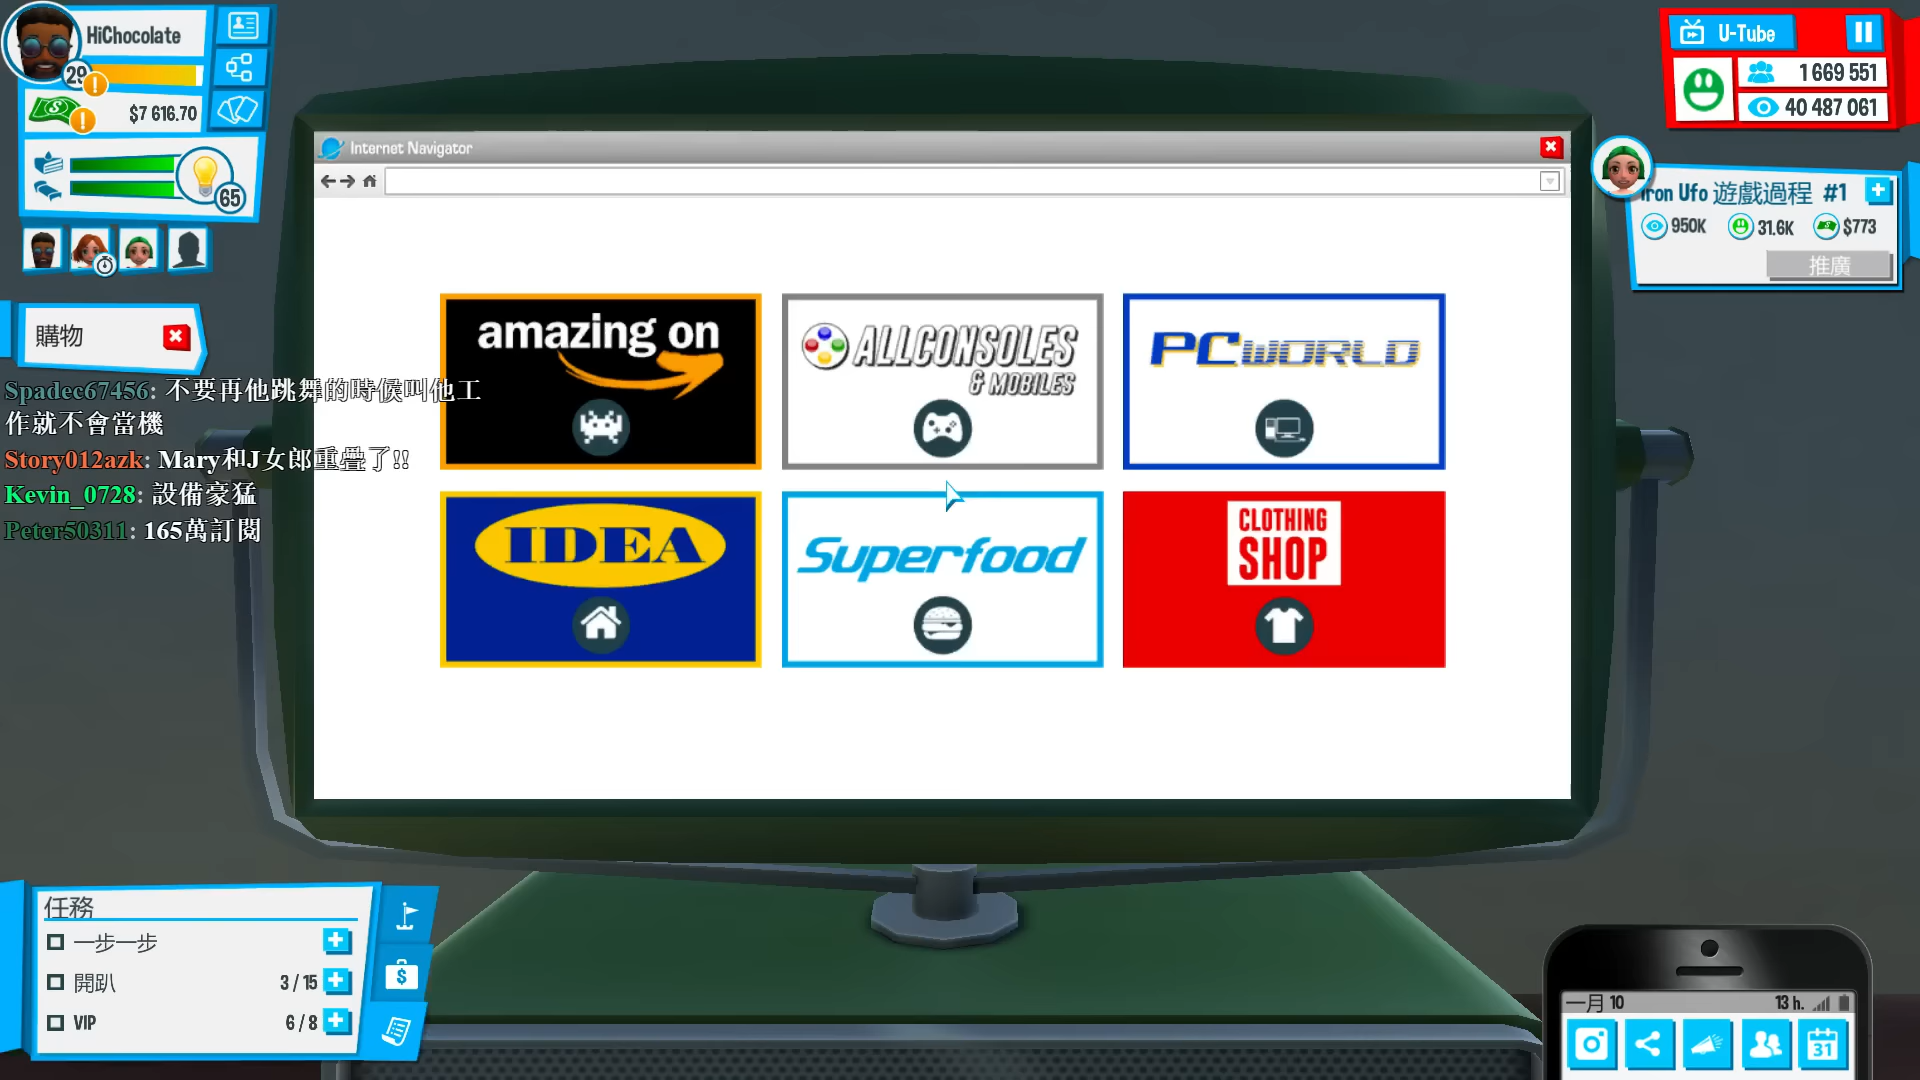 HiChocolate
29
$7 616.70
65
購物
Spadec67456: 不要再他跳舞的時候叫他工
作就不會當機
Story012azk: Mary和J女郎重疊了!!
Kevin_0728: 設備豪猛
Peter50311: 165萬訂閱
Internet Navigator
amazing on
ALLCONSOLES
& MOBILES
PC WORLD
IDEA
Superfood
CLOTHING
SHOP
U-Tube
1 669 551
40 487 061
Iron Ufo 遊戲過程 #1
950K 31.6K $773
推廣
任務
一步一步
開趴 3 / 15
VIP 6 / 8
一月 10 13 h.
31